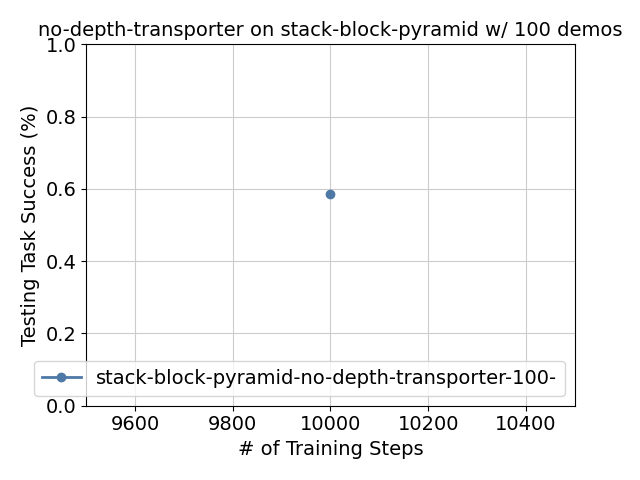 no-depth-transporter on stack-block-pyramid w/ 100 demos
1.0
0.8
0.6
0.4
0.2
0.0
Testing Task Success (%)
stack-block-pyramid-no-depth-transporter-100-
9600 9800 10000 10200 10400
# of Training Steps